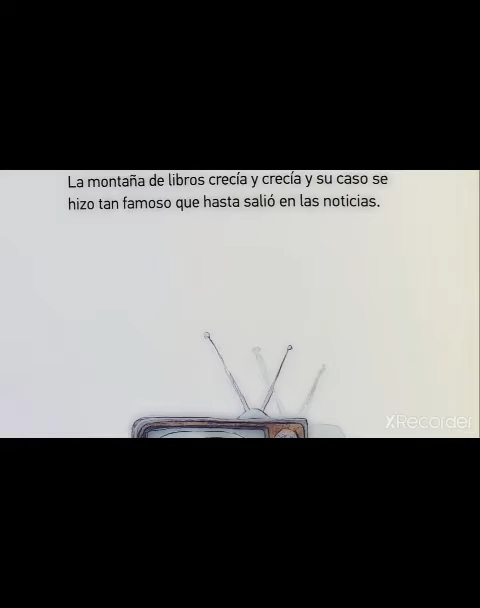 La montaña de libros crecía y crecía y su caso se
hizo tan famoso que hasta salió en las noticias.
XRecorder